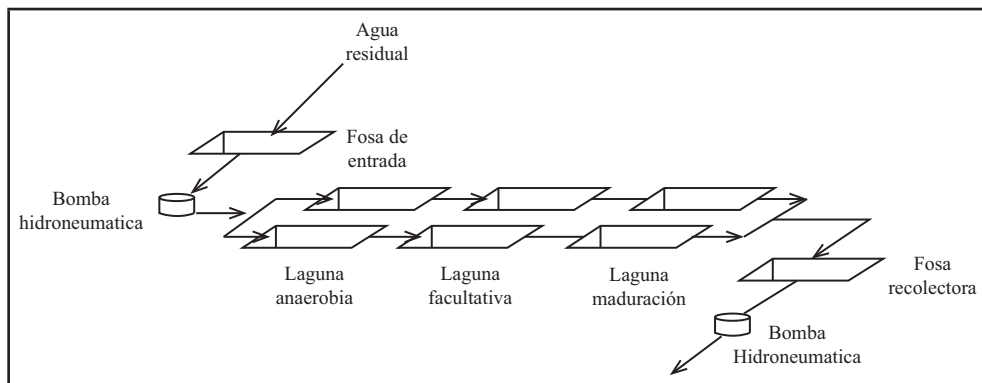 Agua
residual
Fosa de
entrada
Bomba
hidroneumatica
Laguna
anaerobia
Laguna
facultativa
Laguna
maduración
Fosa
recolectora
Bomba
Hidroneumatica